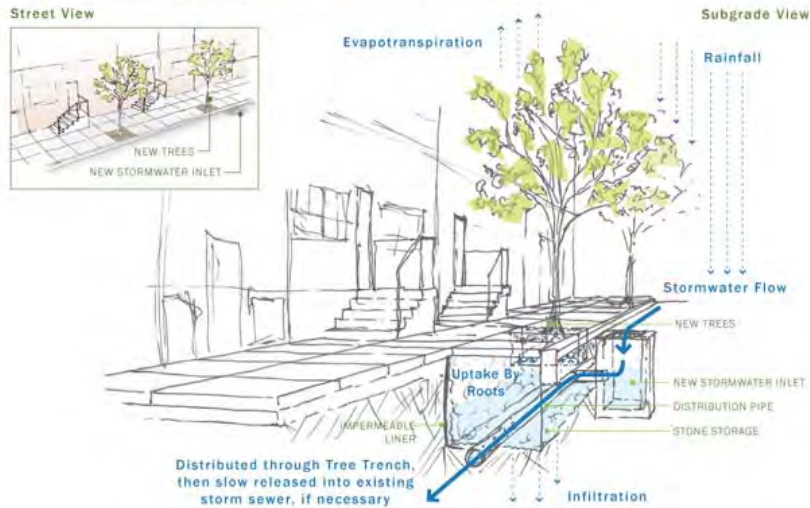 Street View
Subgrade View
NEW TREES
NEW STORMWATER INLET
Evapotranspiration
Rainfall
Stormwater Flow
NEW TREES
Uptake By
Roots
NEW STORMWATER INLET
DISTRIBUTION PIPE
STONE STORAGE
IMPERMEABLE
LINER
Distributed through Tree Trench,
then slow released into existing
storm sewer, if necessary
Infiltration